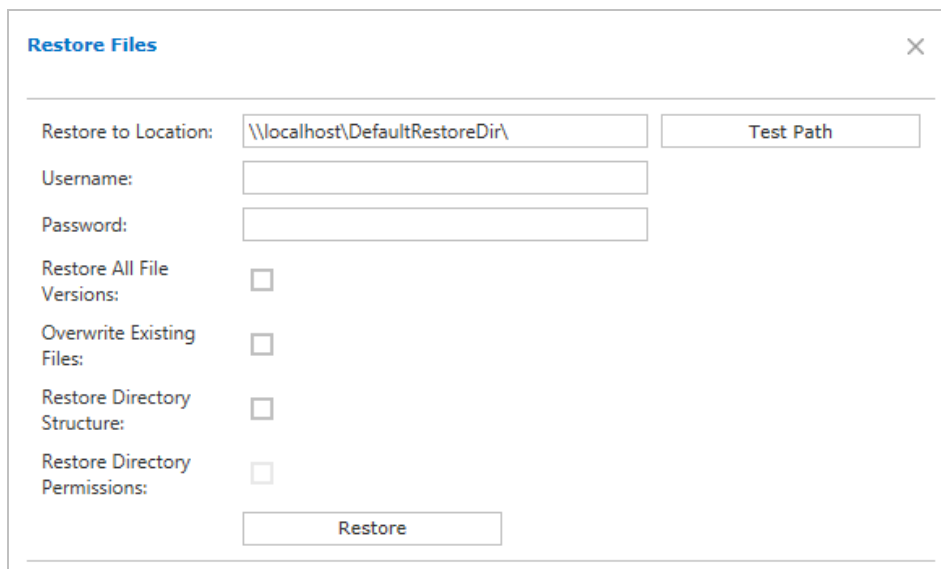 Restore Files
Restore to Location: \\localhost\DefaultRestoreDir\ Test Path
Username:
Password:
Restore All File
Versions:
Overwrite Existing
Files:
Restore Directory
Structure:
Restore Directory
Permissions:
Restore